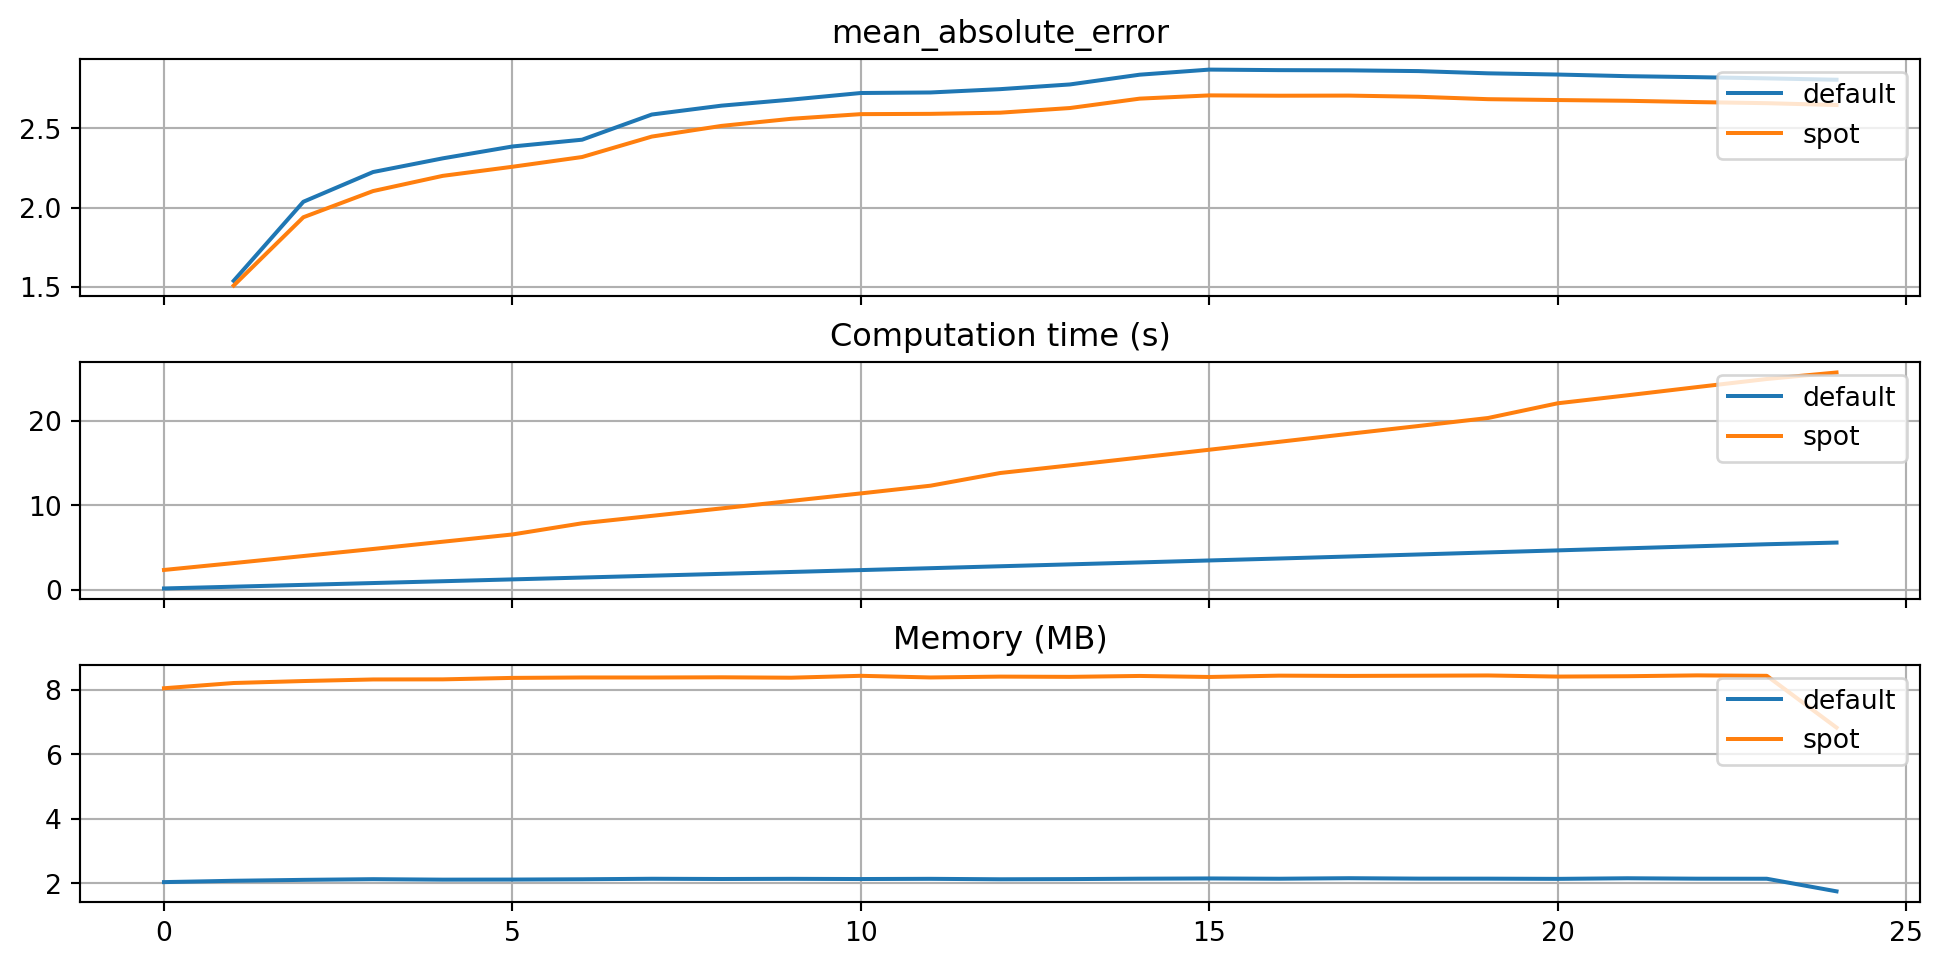 mean_absolute_error
2.5
2.0
1.5
default
spot
Computation time (s)
20
10
0
default
spot
Memory (MB)
8
6
4
2
default
spot
0 5 10 15 20 25